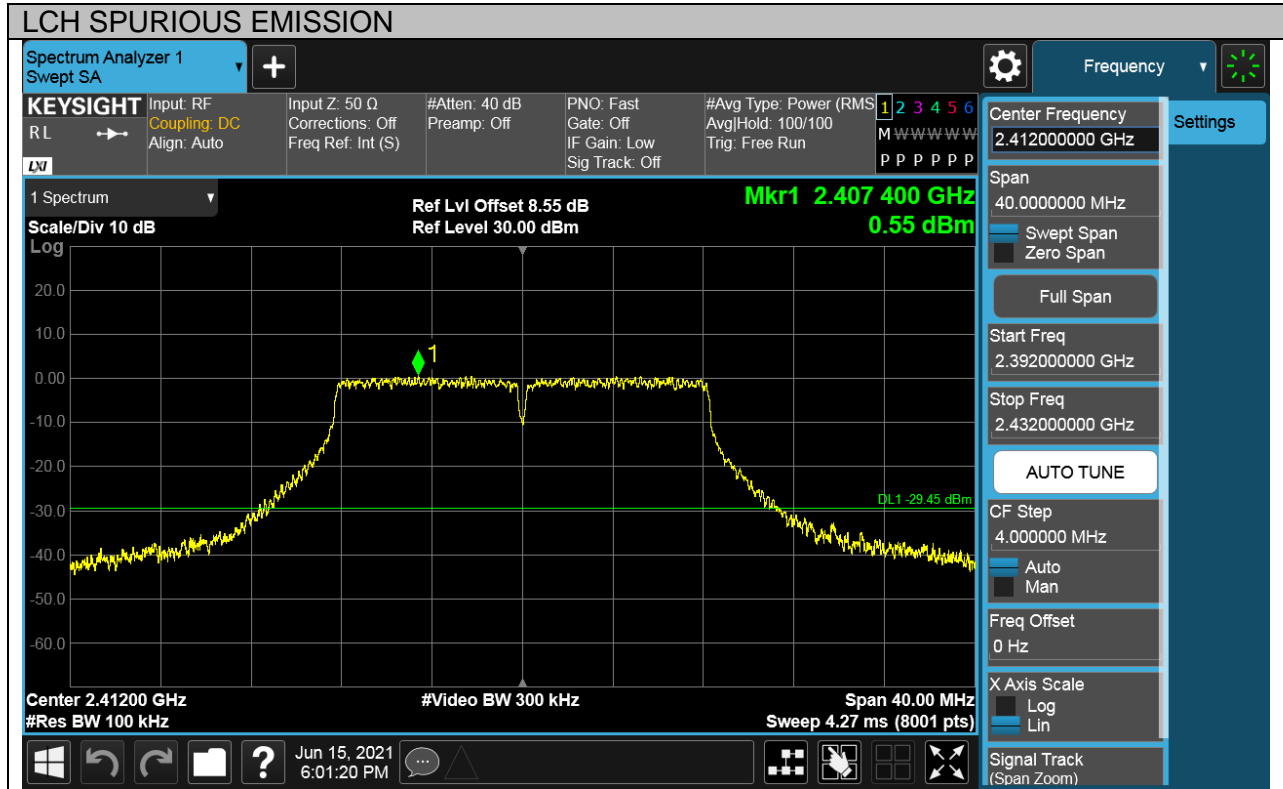 LCH SPURIOUS EMISSION
Spectrum Analyzer 1
Swept SA
Frequency
KEYSIGHT
R L
LXI
Input: RF
Coupling: DC
Align: Auto
Input Z: 50 Ω
Corrections: Off
Freq Ref: Int (S)
#Atten: 40 dB
Preamp: Off
PNO: Fast
Gate: Off
IF Gain: Low
Sig Track: Off
#Avg Type: Power (RMS
Avg|Hold: 100/100
Trig: Free Run
1 2 3 4 5 6
M W W W W W
P P P P P P
1 Spectrum
Scale/Div 10 dB
Ref Lvl Offset 8.55 dB
Ref Level 30.00 dBm
Mkr1 2.407 400 GHz
0.55 dBm
Log
20.0
10.0
0.00
-10.0
-20.0
-30.0
-40.0
-50.0
-60.0
1
DL1 -29.45 dBm
Center 2.41200 GHz
#Res BW 100 kHz
#Video BW 300 kHz
Span 40.00 MHz
Sweep 4.27 ms (8001 pts)
?
Jun 15, 2021
6:01:20 PM
Center Frequency
2.412000000 GHz
Settings
Span
40.0000000 MHz
Swept Span
Zero Span
Full Span
Start Freq
2.392000000 GHz
Stop Freq
2.432000000 GHz
AUTO TUNE
CF Step
4.000000 MHz
Auto
Man
Freq Offset
0 Hz
X Axis Scale
Log
Lin
Signal Track
(Span Zoom)